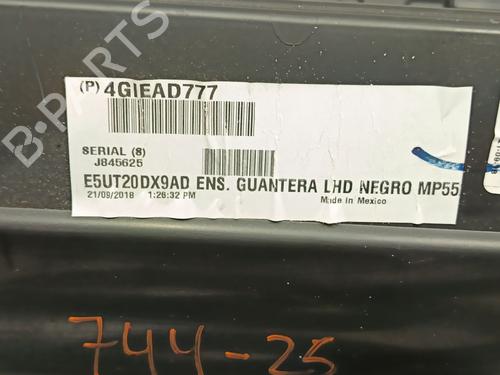 B-PARTS
(P) 4GIEAD777
SERIAL (8)
J845625
E5UT20DX9AD ENS. GUANTERA LHD NEGRO MP55
21/09/2018 1:26:32 PM
Made in Mexico
744-25